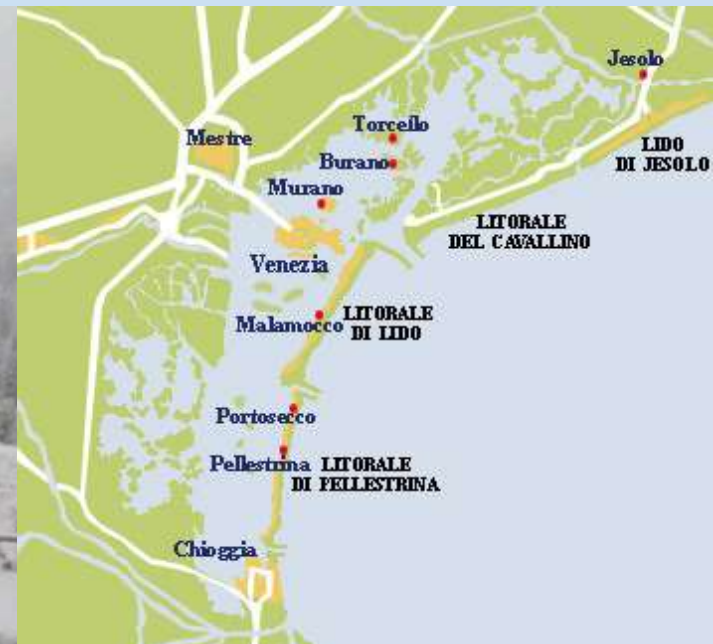 Jesolo
Torcello
Mestre
Burano
LIDO
DI JESOLO
Murano
LITORALE
DEL CAVALLINO
Venezia
Malamocco
LITORALE
DI LIDO
Portosecco
Pellestrina
LITORALE
DI PELLESTRINA
Chioggia